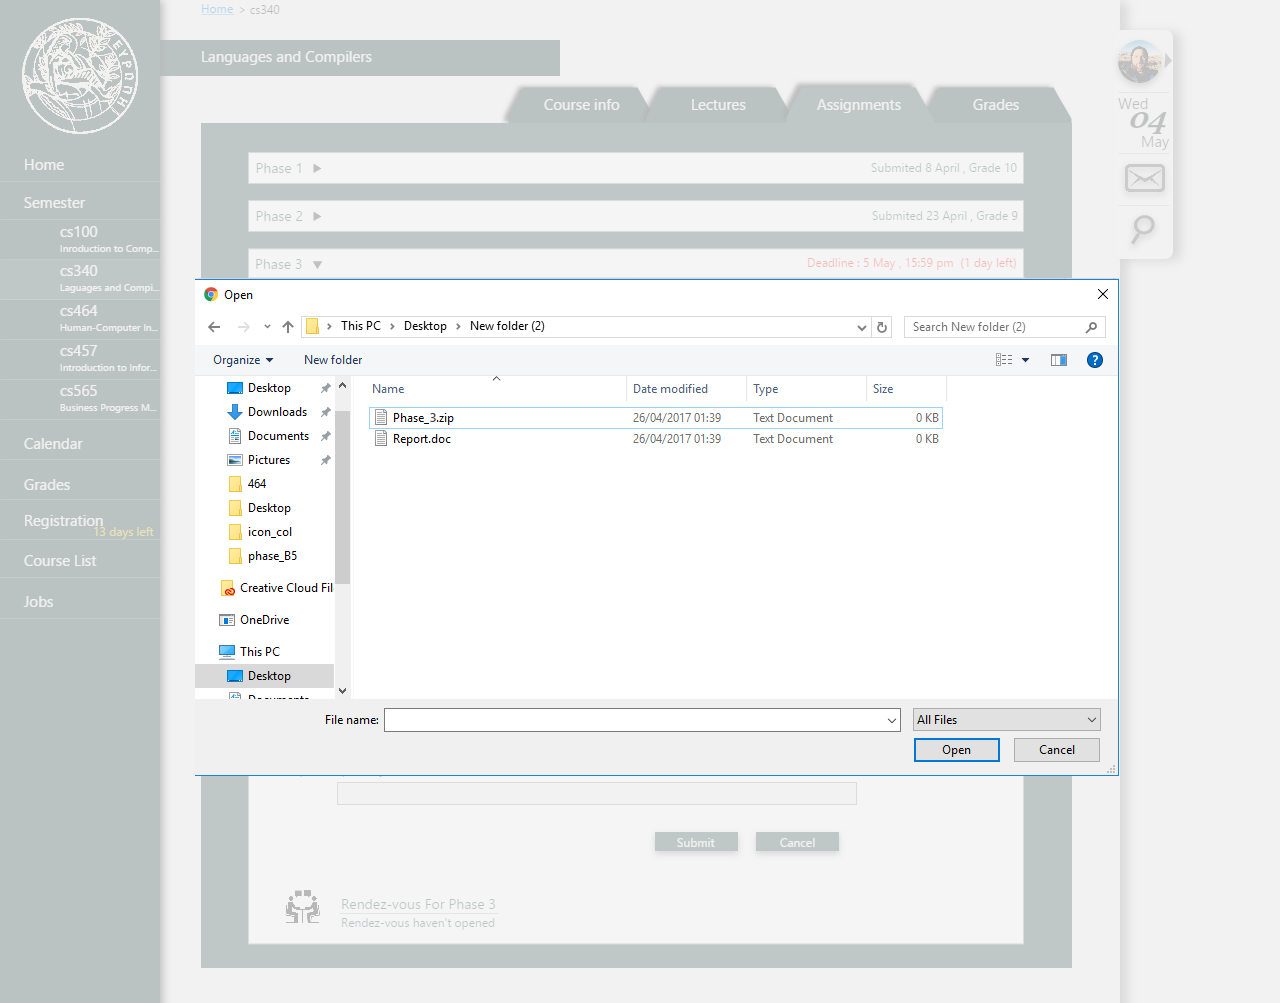 Home > cs340
Languages and Compilers
ΕΥΡΩΠΗ
Course info
Lectures
Assignments
Grades
Wed
04
May
Home
Semester
cs100
Inroduction to Comp...
cs340
Laguages and Compi...
cs464
Human-Computer In...
cs457
Introduction to Infor...
cs565
Business Progress M...
Calendar
Grades
Registration
13 days left
Course List
Jobs
Phase 1
Submited 8 April , Grade 10
Phase 2
Submited 23 April , Grade 9
Phase 3
Deadline : 5 May , 15:59 pm (1 day left)
Open
This PC > Desktop > New folder (2)
Search New folder (2)
Organize
New folder
Desktop
Downloads
Documents
Pictures
464
Desktop
icon_col
phase_B5
Creative Cloud Fil
OneDrive
This PC
Desktop
Documents
Name Date modified Type Size
Phase_3.zip 26/04/2017 01:39 Text Document 0 KB
Report.doc 26/04/2017 01:39 Text Document 0 KB
File name:
All Files
Open
Cancel
Submit
Cancel
Rendez-vous For Phase 3
Rendez-vous haven't opened